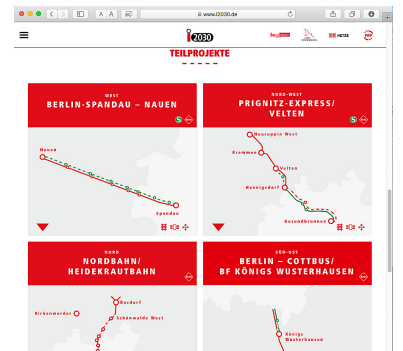 www.i2030.de
i2030
DB NETZE
TEILPROJEKTE
WEST
BERLIN-SPANDAU – NAUEN
S
Nauen
Spandau
NORD-WEST
PRIGNITZ-EXPRESS/
VELTEN
S
Neuruppin West
Kremmen
Velten
Hennigsdorf
Gesundbrunnen
NORD
NORDBAHN/
HEIDEKRAUTBAHN
Basdorf
Birkenwerder
Schönwalde West
SÜD-OST
BERLIN – COTTBUS/
BF KÖNIGS WUSTERHAUSEN
Königs
Wusterhausen